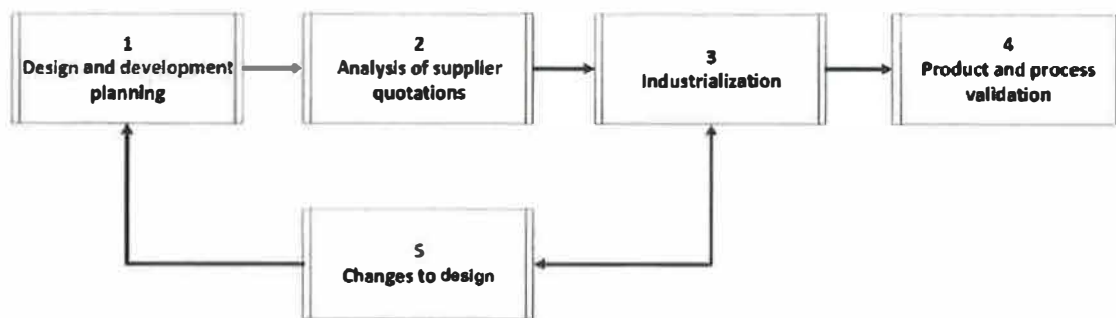 1
Design and development
planning
2
Analysis of supplier
quotations
3
Industrialization
4
Product and process
validation
5
Changes to design